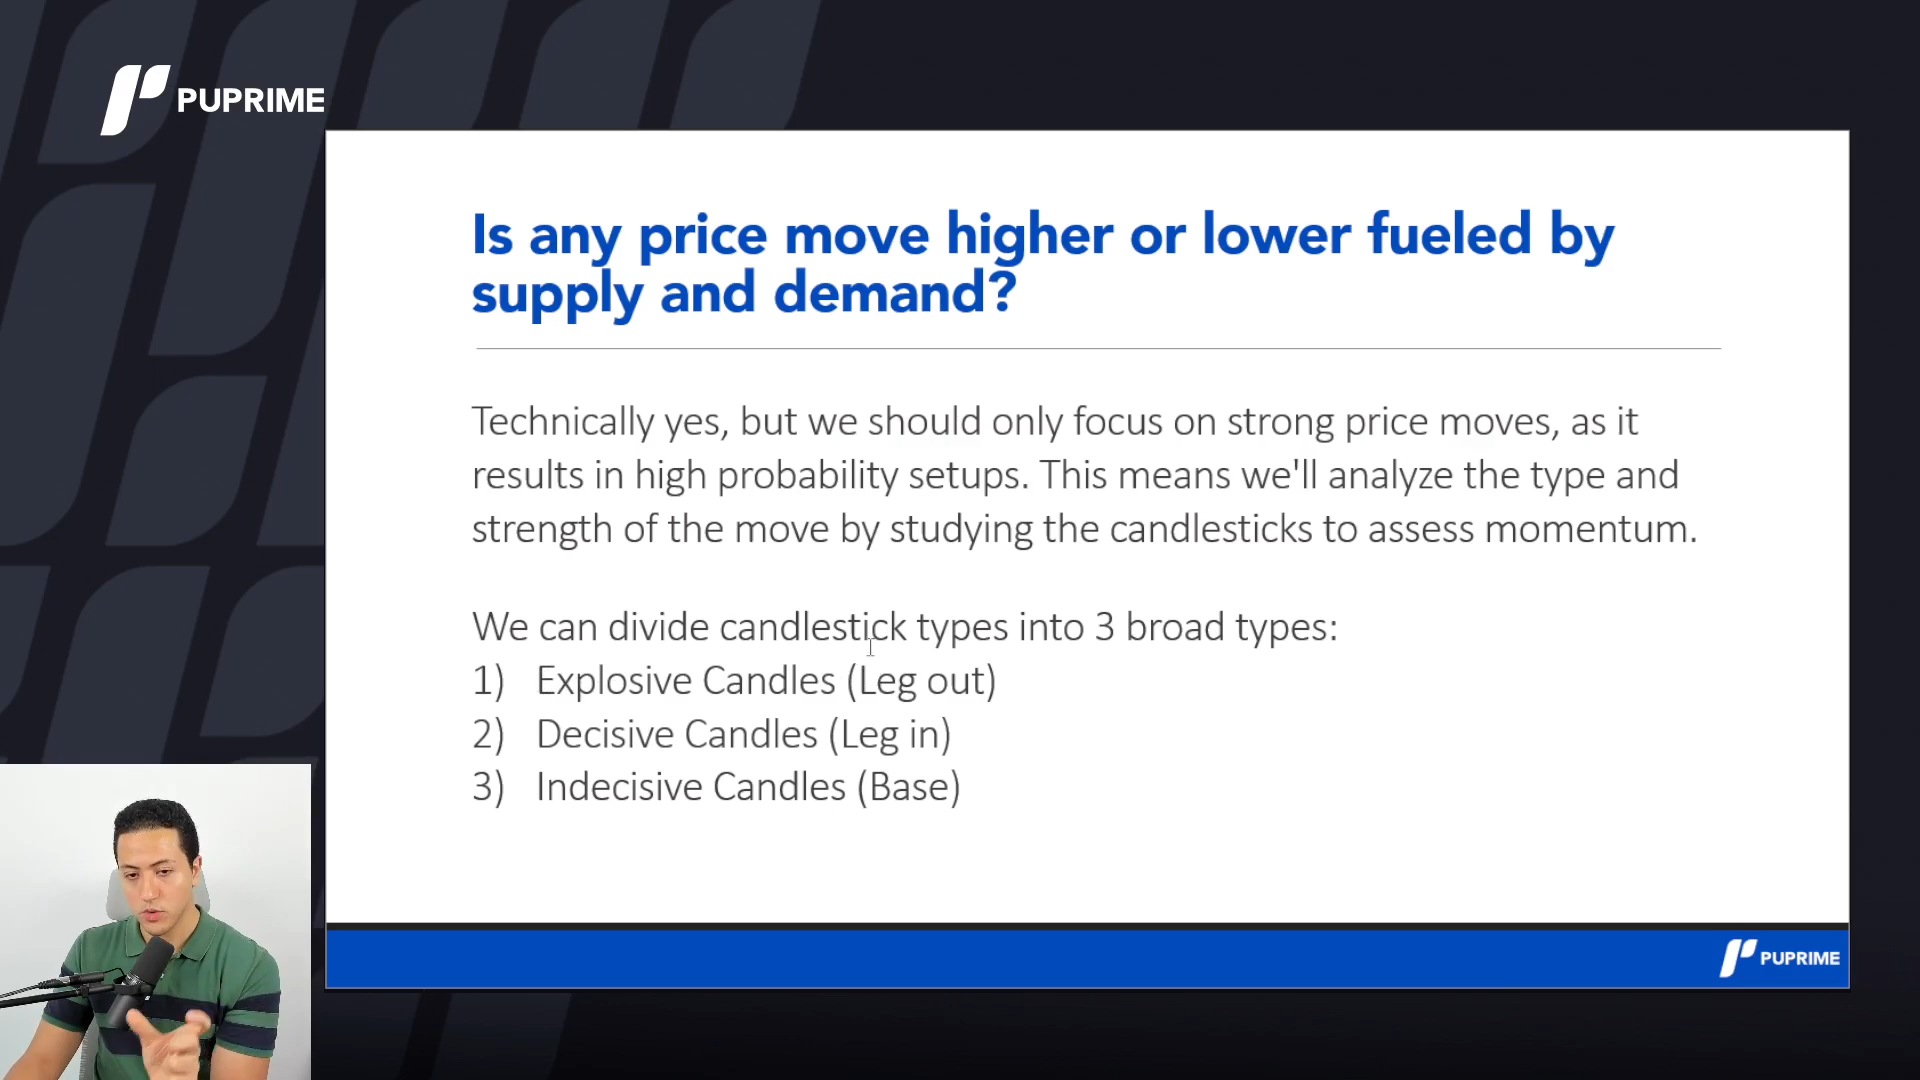 PUPRIME
Is any price move higher or lower fueled by
supply and demand?
Technically yes, but we should only focus on strong price moves, as it
results in high probability setups. This means we'll analyze the type and
strength of the move by studying the candlesticks to assess momentum.
We can divide candlestick types into 3 broad types:
1) Explosive Candles (Leg out)
2) Decisive Candles (Leg in)
3) Indecisive Candles (Base)
PUPRIME